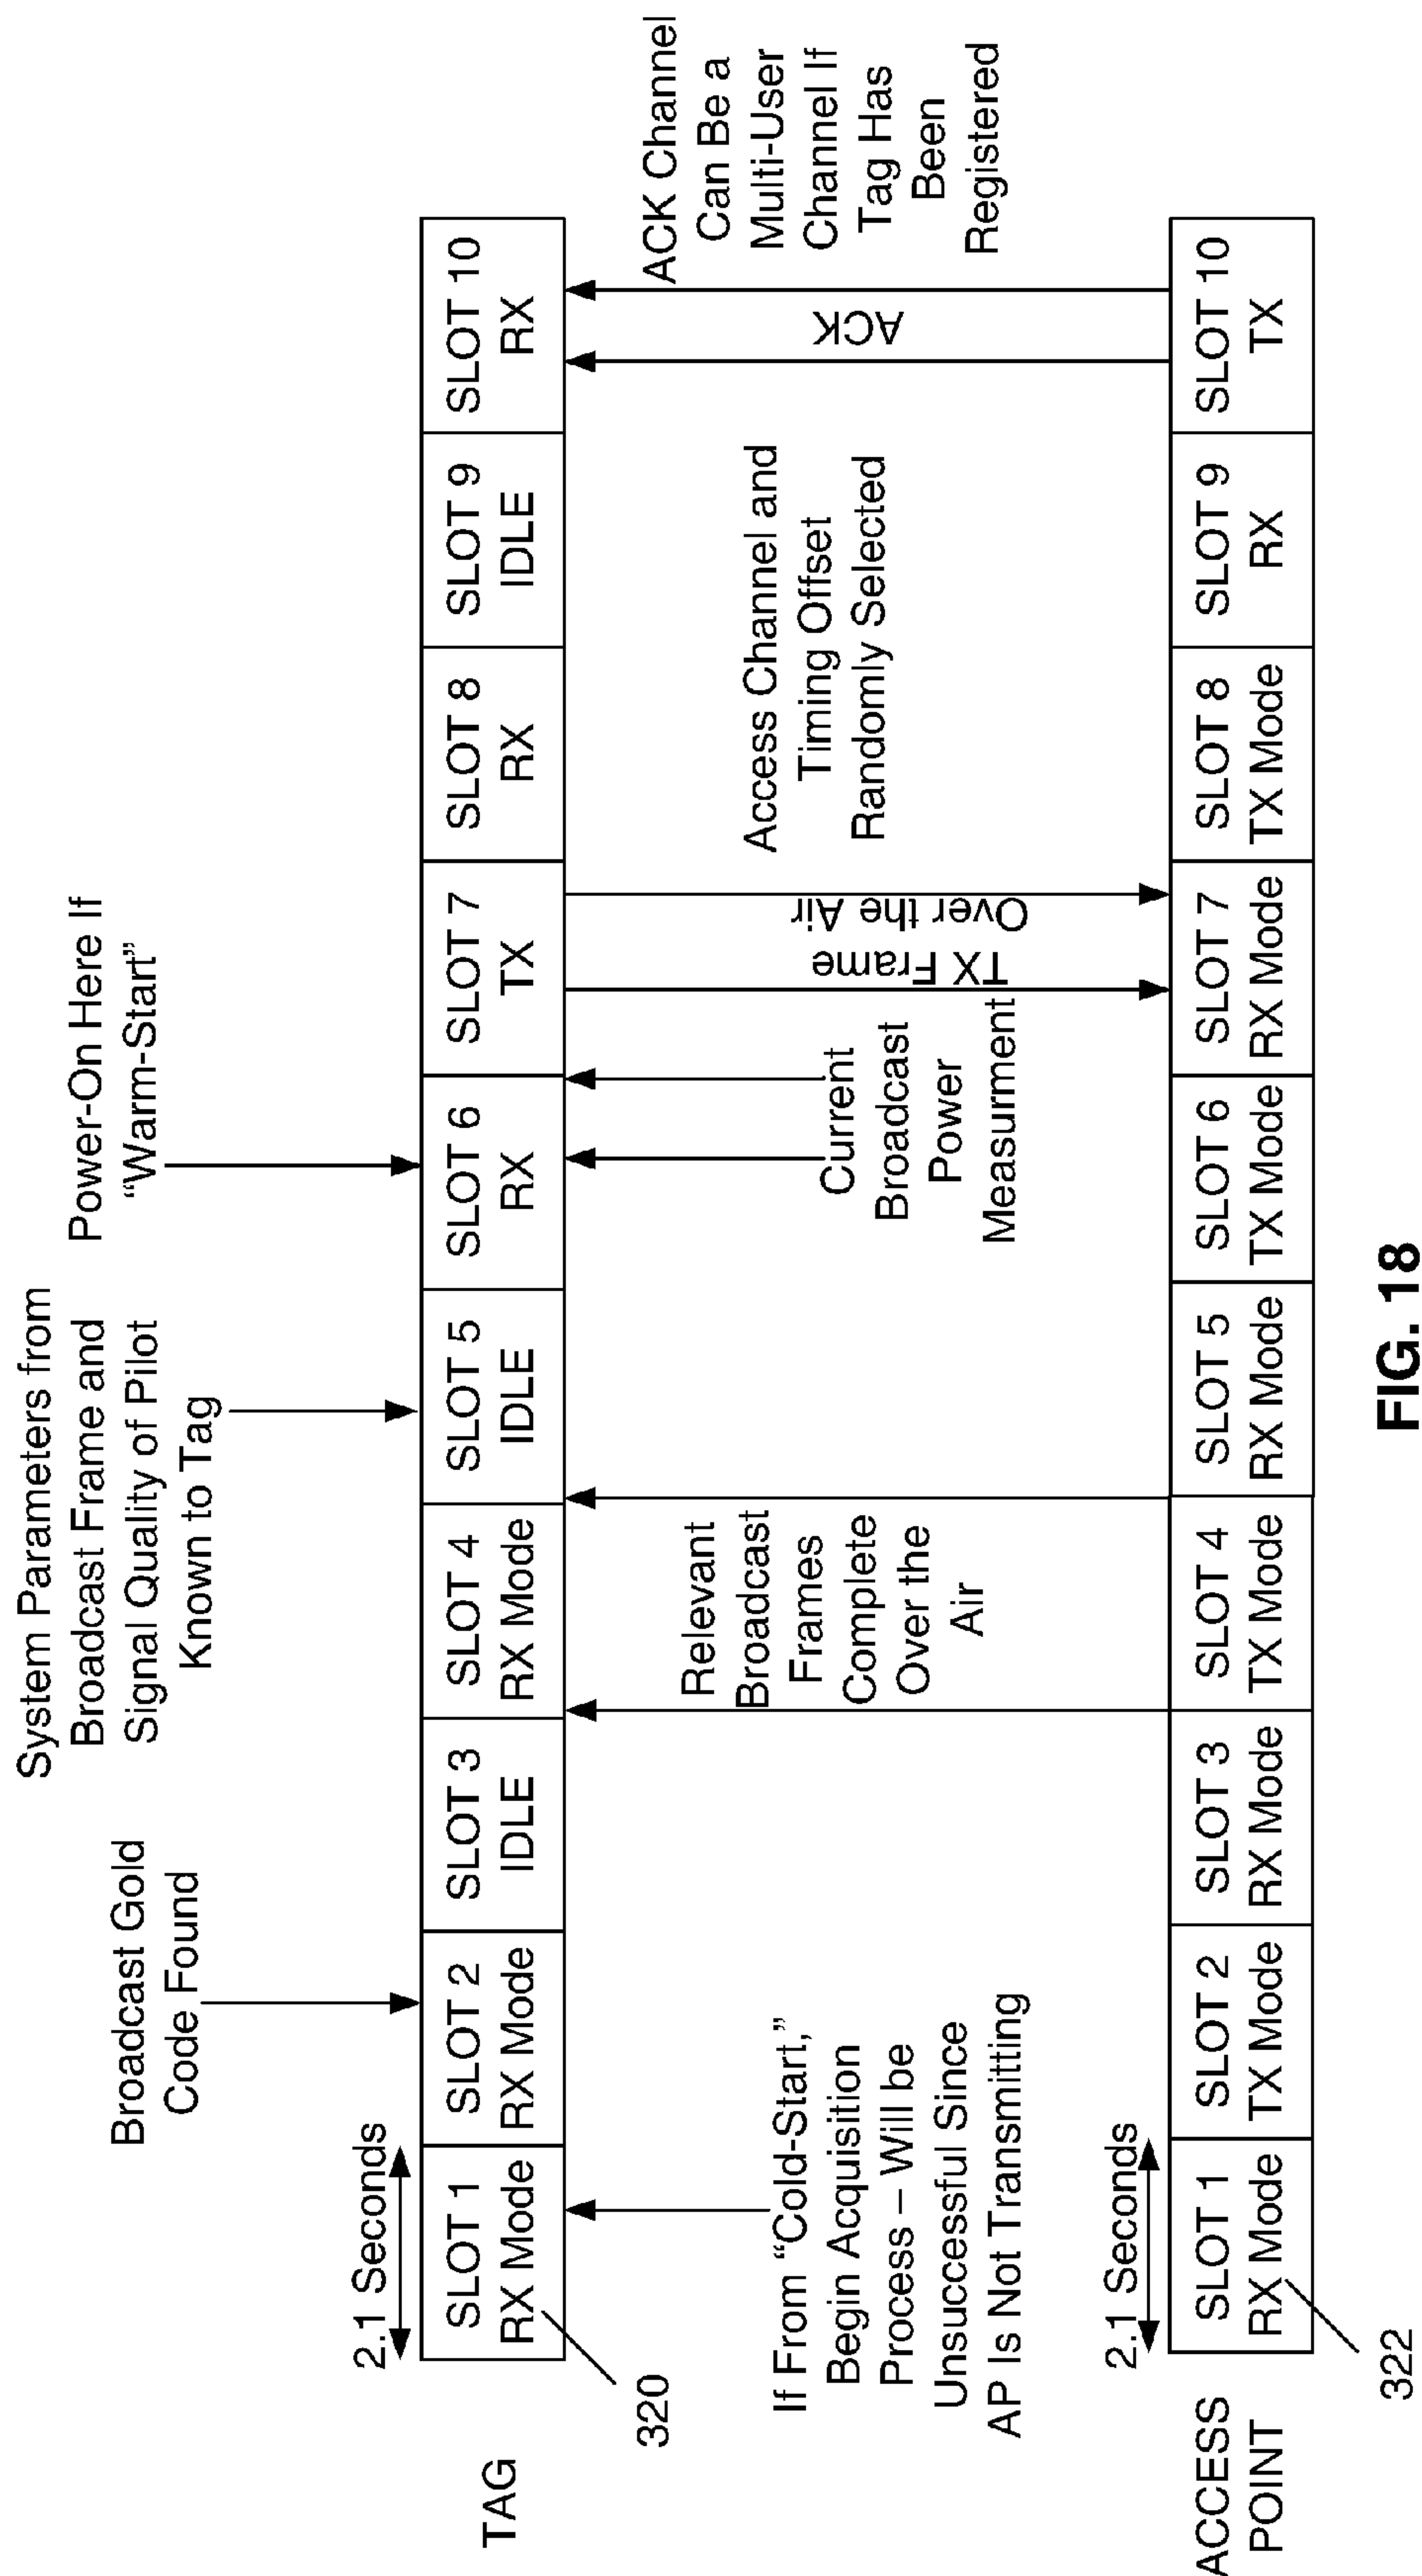 System Parameters from
Broadcast Frame and
Signal Quality of Pilot
Known to Tag
Broadcast Gold
Code Found
Power-On Here If
“Warm-Start”
2.1 Seconds
TAG
SLOT 1
RX Mode
SLOT 2
RX Mode
SLOT 3
IDLE
SLOT 4
RX Mode
SLOT 5
IDLE
SLOT 6
RX
SLOT 7
TX
SLOT 8
RX
SLOT 9
IDLE
SLOT 10
RX
320
If From “Cold-Start,”
Begin Acquisition
Process – Will be
Unsuccessful Since
AP Is Not Transmitting
Relevant
Broadcast
Frames
Complete
Over the
Air
Current
Broadcast
Power
Measurment
TX Frame
Over the Air
Access Channel and
Timing Offset
Randomly Selected
ACK
ACK Channel
Can Be a
Multi-User
Channel If
Tag Has
Been
Registered
2.1 Seconds
ACCESS
POINT
SLOT 1
RX Mode
SLOT 2
TX Mode
SLOT 3
RX Mode
SLOT 4
TX Mode
SLOT 5
RX Mode
SLOT 6
TX Mode
SLOT 7
RX Mode
SLOT 8
TX Mode
SLOT 9
RX
SLOT 10
TX
322
FIG. 18